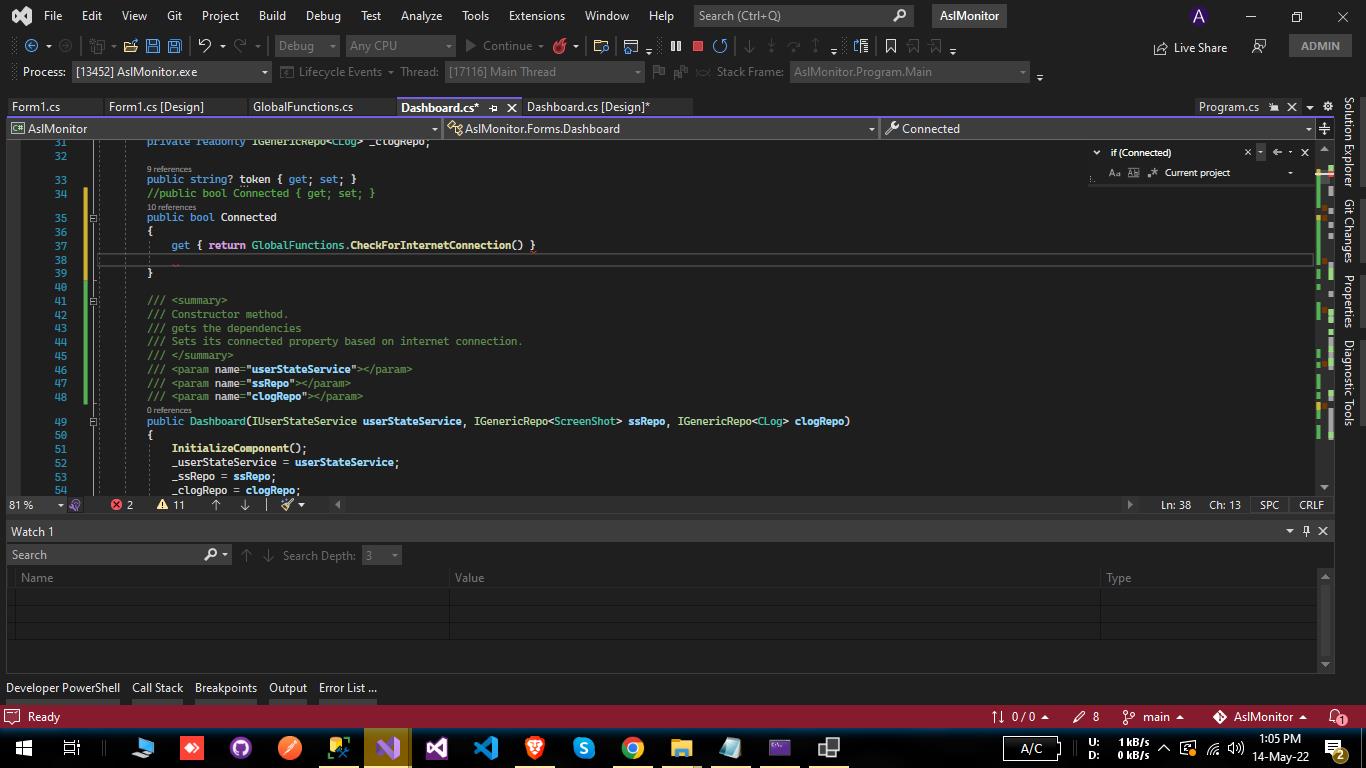 File Edit View Git Project Build Debug Test Analyze Tools Extensions Window Help Search (Ctrl+Q) AslMonitor A
Debug Any CPU Continue Live Share ADMIN
Process: [13452] AslMonitor.exe Lifecycle Events Thread: [17116] Main Thread Stack Frame: AslMonitor.Program.Main
Form1.cs Form1.cs [Design] GlobalFunctions.cs Dashboard.cs* Dashboard.cs [Design]* Program.cs
C# AslMonitor AslMonitor.Forms.Dashboard Connected
31 private readonly IGenericRepo<CLog> _clogRepo;
if (Connected)
32
9 references
Aa Current project
33 public string? token { get; set; }
34 //public bool Connected { get; set; }
10 references
35 public bool Connected
36 {
37 get { return GlobalFunctions.CheckForInternetConnection() }
38
39 }
40
41 /// <summary>
42 /// Constructor method.
43 /// gets the dependencies
44 /// Sets its connected property based on internet connection.
45 /// </summary>
46 /// <param name="userStateService"></param>
47 /// <param name="ssRepo"></param>
48 /// <param name="clogRepo"></param>
0 references
49 public Dashboard(IUserStateService userStateService, IGenericRepo<ScreenShot> ssRepo, IGenericRepo<CLog> clogRepo)
50 {
51 InitializeComponent();
52 _userStateService = userStateService;
53 _ssRepo = ssRepo;
54 _clogRepo = clogRepo;
81 % 2 11 Ln: 38 Ch: 13 SPC CRLF
Solution Explorer
Git Changes
Properties
Diagnostic Tools
Watch 1
Search Search Depth: 3
Name Value Type
Developer PowerShell Call Stack Breakpoints Output Error List ...
Ready 0 / 0 8 main AslMonitor 1
A/C U: 1 kB/s 1:05 PM
D: 0 kB/s 14-May-22 2